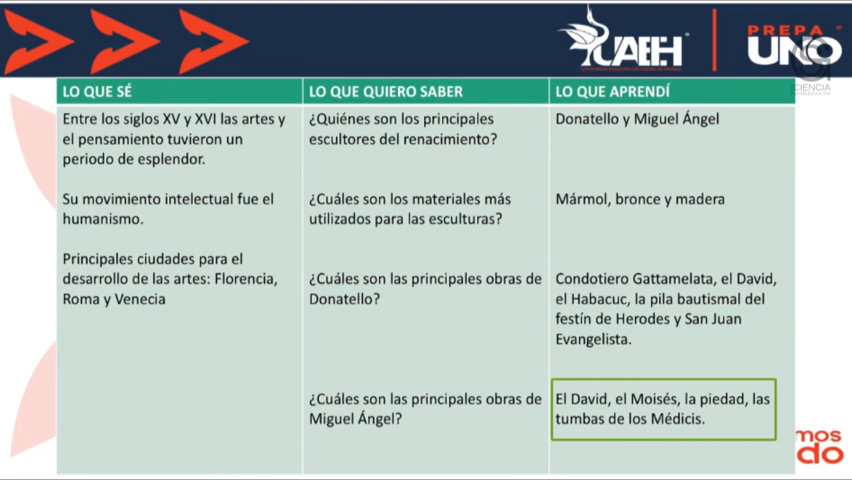 UAEH
PREPA
UNO
CIENCIA
LO QUE SÉ
LO QUE QUIERO SABER
LO QUE APRENDÍ
Entre los siglos XV y XVI las artes y
el pensamiento tuvieron un
periodo de esplendor.
¿Quiénes son los principales
escultores del renacimiento?
Donatello y Miguel Ángel
Su movimiento intelectual fue el
humanismo.
¿Cuáles son los materiales más
utilizados para las esculturas?
Mármol, bronce y madera
Principales ciudades para el
desarrollo de las artes: Florencia,
Roma y Venecia
¿Cuáles son las principales obras de
Donatello?
Condotiero Gattamelata, el David,
el Habacuc, la pila bautismal del
festín de Herodes y San Juan
Evangelista.
¿Cuáles son las principales obras de
Miguel Ángel?
El David, el Moisés, la piedad, las
tumbas de los Médicis.
mos
do